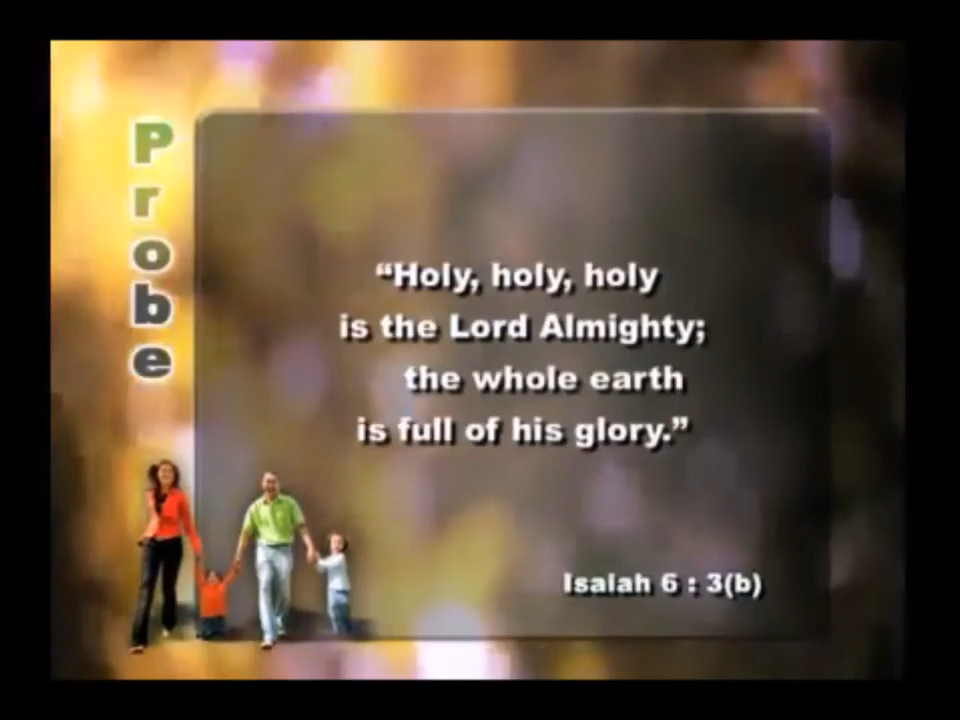 Probe
“Holy, holy, holy
is the Lord Almighty;
the whole earth
is full of his glory.”
Isaiah 6 : 3(b)